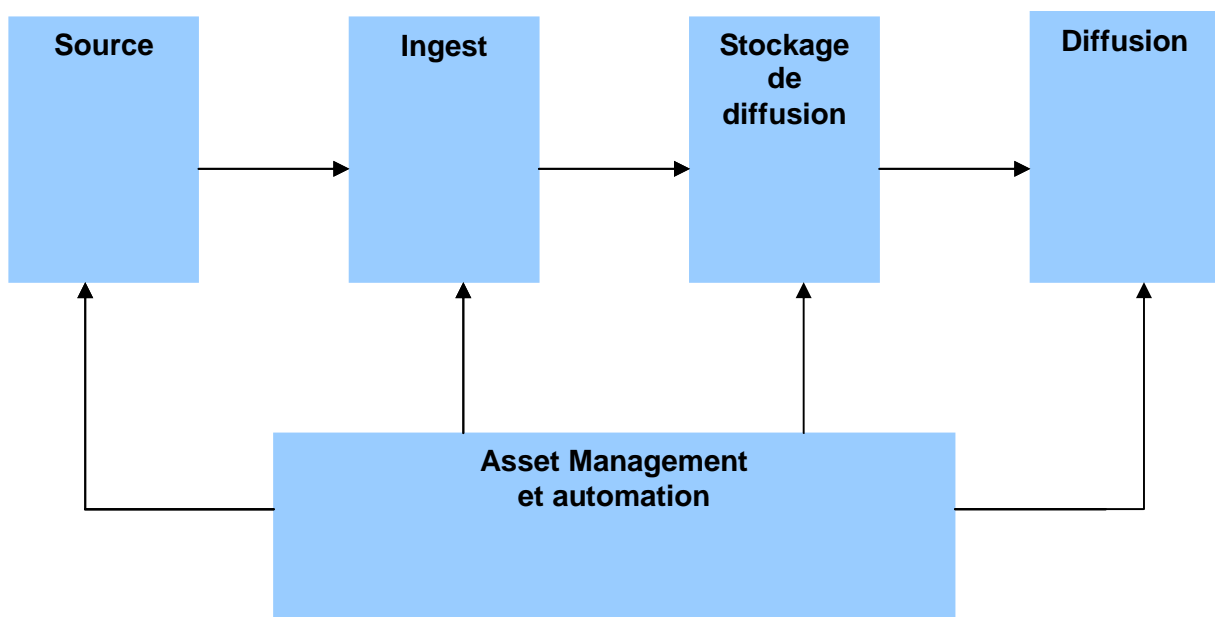 Source
Ingest
Stockage
de
diffusion
Diffusion
Asset Management
et automation